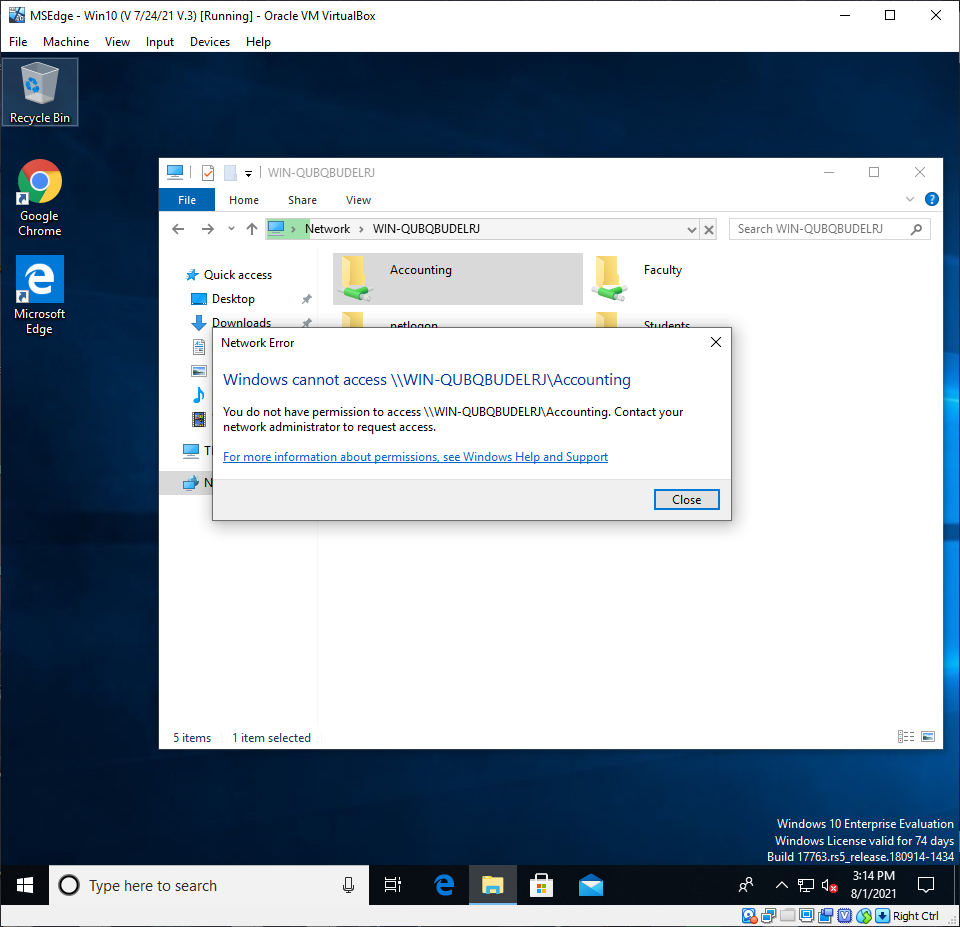 MSEdge - Win10 (V 7/24/21 V.3) [Running] - Oracle VM VirtualBox
File Machine View Input Devices Help
Recycle Bin
Google
Chrome
Microsoft
Edge
WIN-QUBQBUDELRJ
File Home Share View
Network WIN-QUBQBUDELRJ
Search WIN-QUBQBUDELRJ
Quick access
Desktop
Downloads
Accounting
Faculty
netlogon
Students
Network Error
Windows cannot access \\WIN-QUBQBUDELRJ\Accounting
You do not have permission to access \\WIN-QUBQBUDELRJ\Accounting. Contact your
network administrator to request access.
For more information about permissions, see Windows Help and Support
Close
5 items 1 item selected
Windows 10 Enterprise Evaluation
Windows License valid for 74 days
Build 17763.rs5_release.180914-1434
Type here to search
3:14 PM
8/1/2021
Right Ctrl